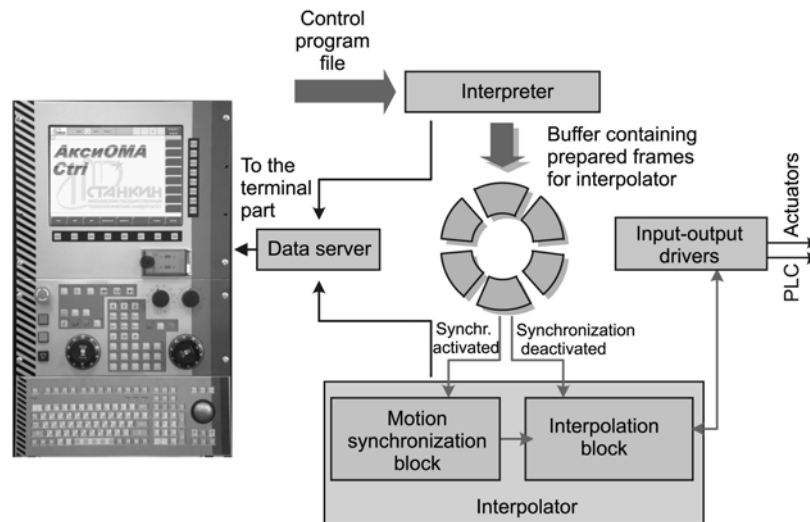 Control
program
file
Interpreter
Buffer containing
prepared frames
for interpolator
АксиОМА
Ctrl
СТАНКИН
To the
terminal
part
Data server
Input-output
drivers
Actuators
PLC
Synchr.
activated
Synchronization
deactivated
Motion
synchronization
block
Interpolation
block
Interpolator